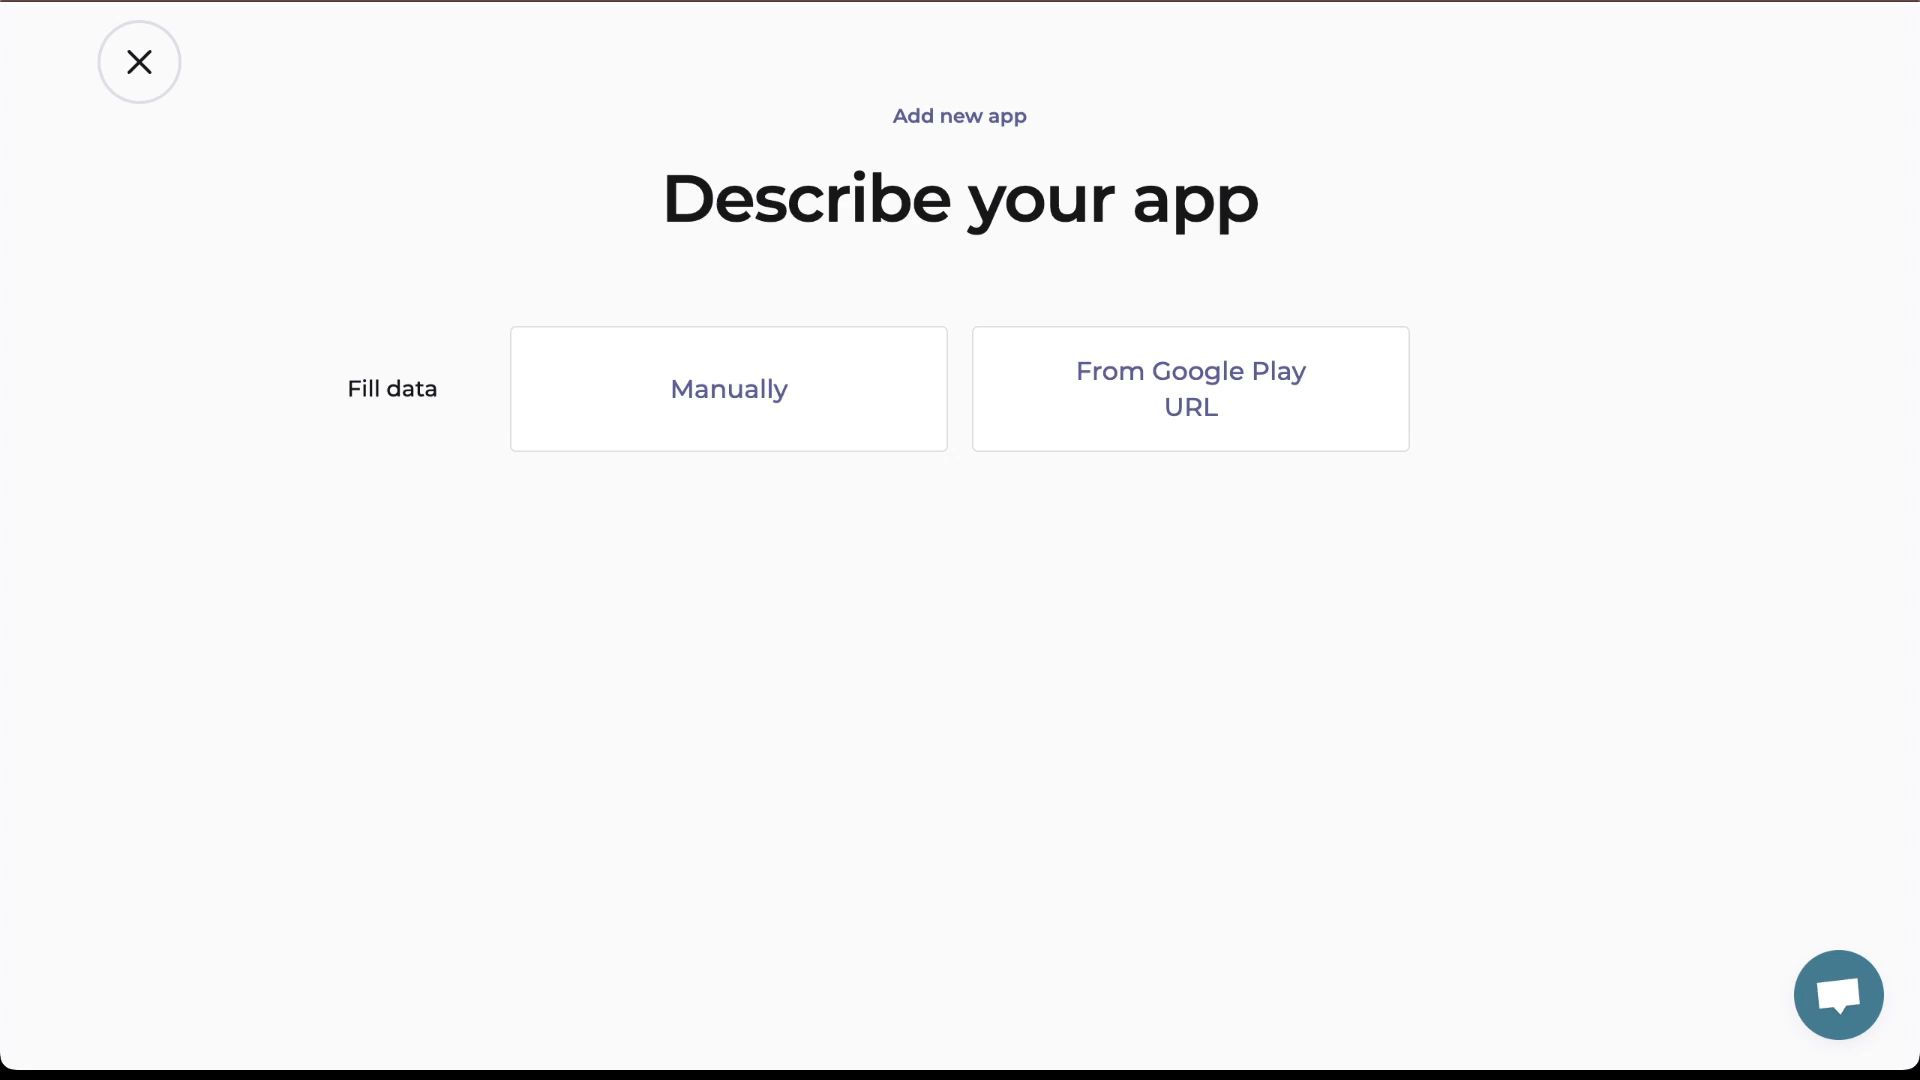 Add new app
Describe your app
Fill data
Manually
From Google Play
URL